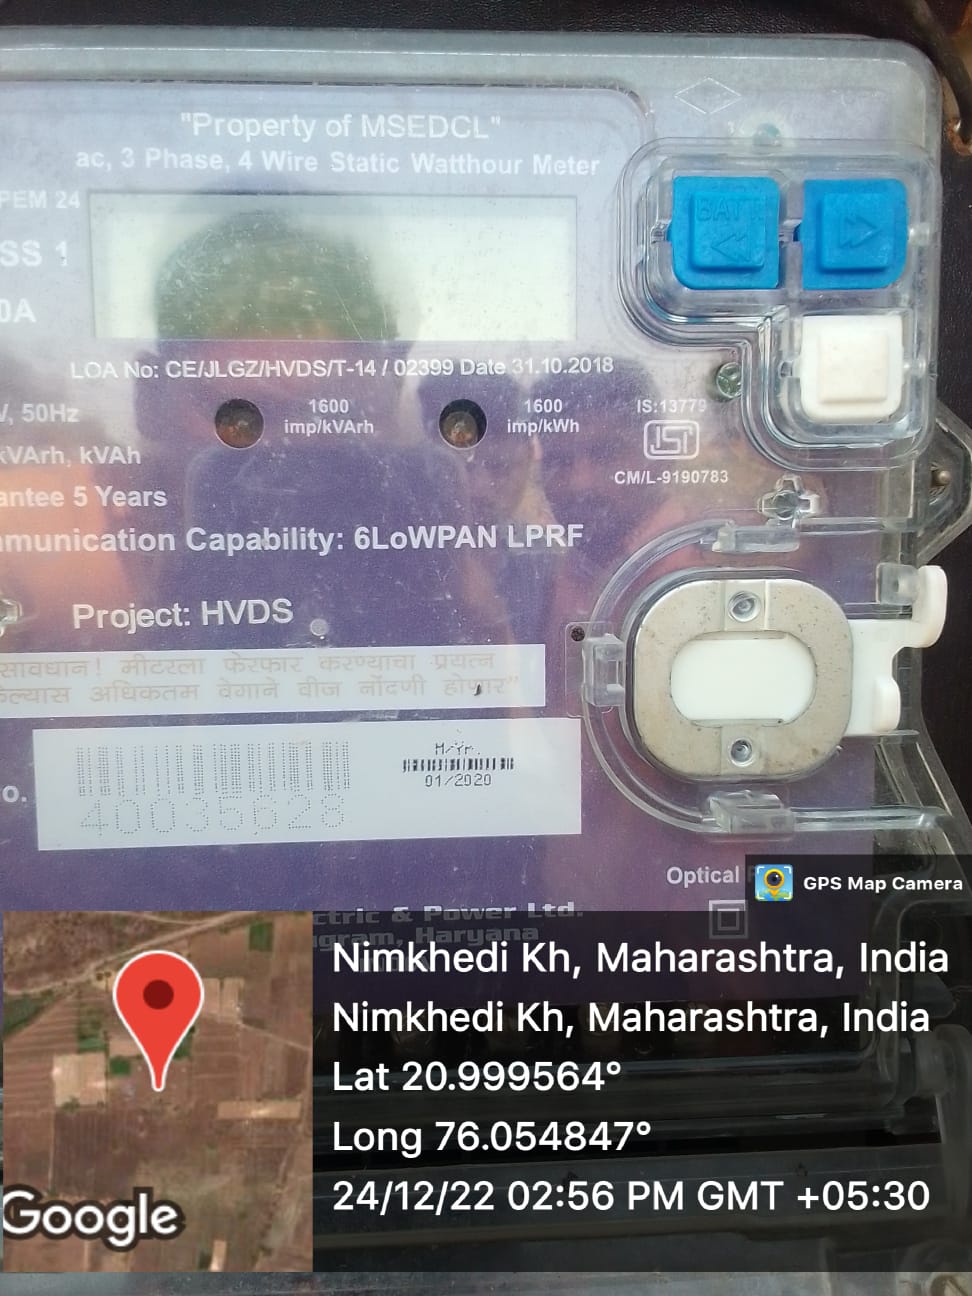 "Property of MSEDCL"
ac, 3 Phase, 4 Wire Static Watthour Meter
PEM 24
SS 1
0A
BATT
LOA No: CE/JLGZ/HVDS/T-14 / 02399 Date 31.10.2018
V, 50Hz
1600
imp/kVArh
1600
imp/kWh
IS:13779
ISI
CM/L-9190783
kVArh, kVAh
antee 5 Years
mmunication Capability: 6LoWPAN LPRF
Project: HVDS
सावधान! मीटरला फेरफार करण्याचा प्रयत्न
केल्यास अधिकतम वेगाने वीज नोंदणी होणार"
M/Yr.
01/2020
o.
40035628
Optical
GPS Map Camera
ctric & Power Ltd.
gram, Haryana
Nimkhedi Kh, Maharashtra, India
Nimkhedi Kh, Maharashtra, India
Lat 20.999564°
Long 76.054847°
24/12/22 02:56 PM GMT +05:30
Google